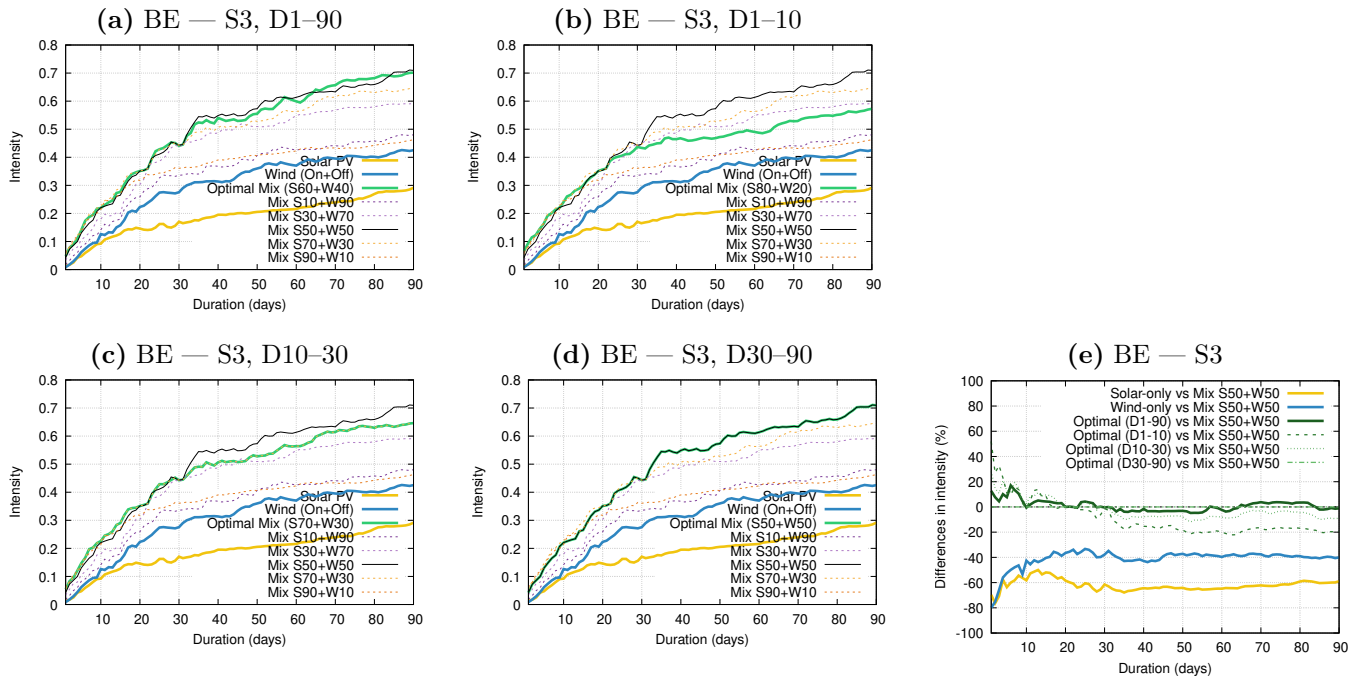 (a) BE — S3, D1–90
0.8
0.7
0.6
0.5
0.4
0.3
0.2
0.1
0
Intensity
10 20 30 40 50 60 70 80 90
Duration (days)
Solar PV
Wind (On+Off)
Optimal Mix (S60+W40)
Mix S10+W90
Mix S30+W70
Mix S50+W50
Mix S70+W30
Mix S90+W10
(b) BE — S3, D1–10
0.8
0.7
0.6
0.5
0.4
0.3
0.2
0.1
0
Intensity
10 20 30 40 50 60 70 80 90
Duration (days)
Solar PV
Wind (On+Off)
Optimal Mix (S80+W20)
Mix S10+W90
Mix S30+W70
Mix S50+W50
Mix S70+W30
Mix S90+W10
(c) BE — S3, D10–30
0.8
0.7
0.6
0.5
0.4
0.3
0.2
0.1
0
Intensity
10 20 30 40 50 60 70 80 90
Duration (days)
Solar PV
Wind (On+Off)
Optimal Mix (S70+W30)
Mix S10+W90
Mix S30+W70
Mix S50+W50
Mix S70+W30
Mix S90+W10
(d) BE — S3, D30–90
0.8
0.7
0.6
0.5
0.4
0.3
0.2
0.1
0
Intensity
10 20 30 40 50 60 70 80 90
Duration (days)
Solar PV
Wind (On+Off)
Optimal Mix (S50+W50)
Mix S10+W90
Mix S30+W70
Mix S50+W50
Mix S70+W30
Mix S90+W10
(e) BE — S3
100
80
60
40
20
0
-20
-40
-60
-80
-100
Differences in intensity (%)
10 20 30 40 50 60 70 80 90
Duration (days)
Solar-only vs Mix S50+W50
Wind-only vs Mix S50+W50
Optimal (D1-90) vs Mix S50+W50
Optimal (D1-10) vs Mix S50+W50
Optimal (D10-30) vs Mix S50+W50
Optimal (D30-90) vs Mix S50+W50